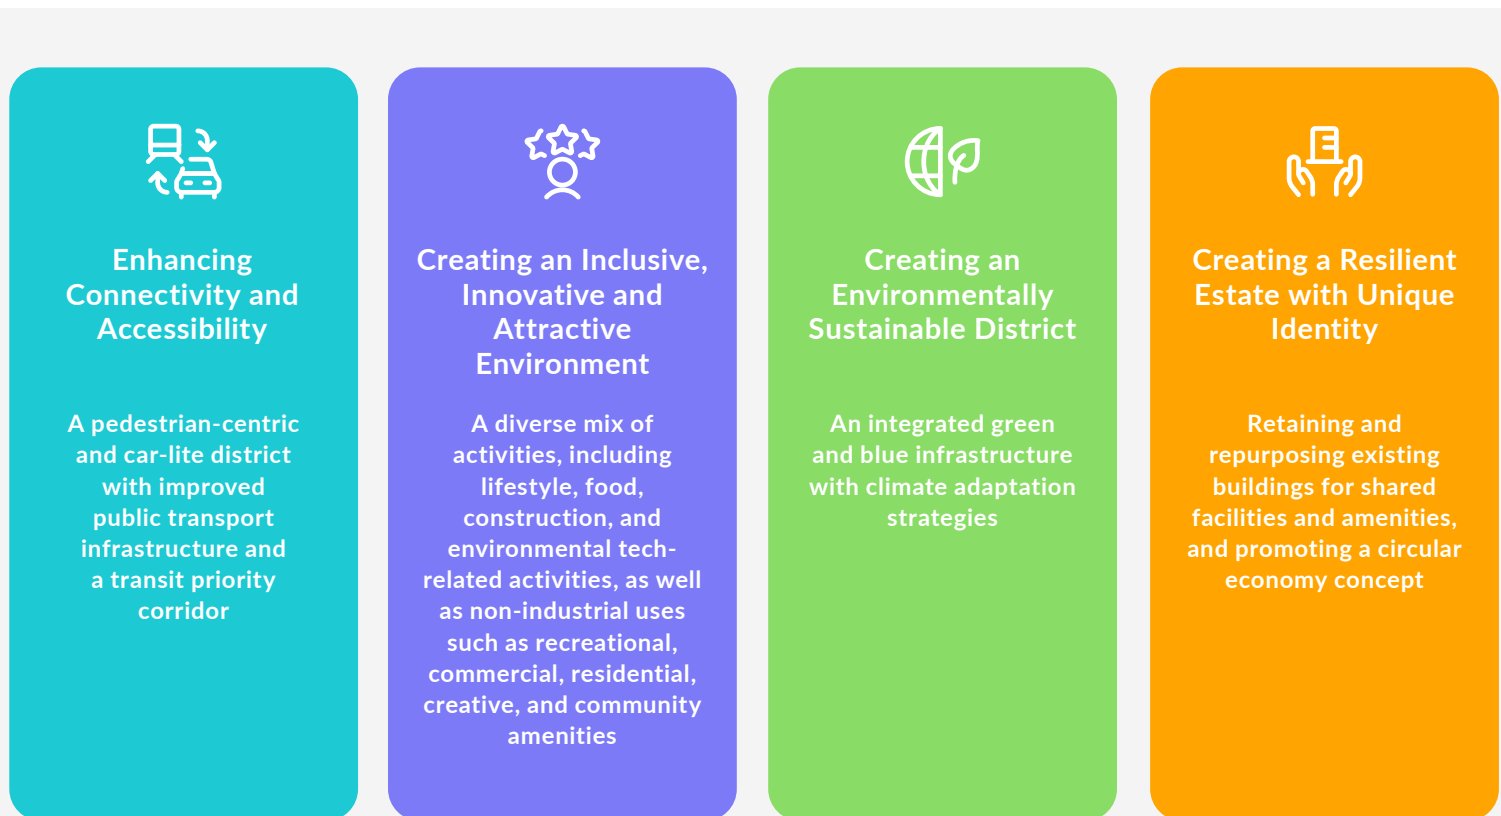 Enhancing
Connectivity and
Accessibility
A pedestrian-centric
and car-lite district
with improved
public transport
infrastructure and
a transit priority
corridor
Creating an Inclusive,
Innovative and
Attractive
Environment
A diverse mix of
activities, including
lifestyle, food,
construction, and
environmental tech-
related activities, as well
as non-industrial uses
such as recreational,
commercial, residential,
creative, and community
amenities
Creating an
Environmentally
Sustainable District
An integrated green
and blue infrastructure
with climate adaptation
strategies
Creating a Resilient
Estate with Unique
Identity
Retaining and
repurposing existing
buildings for shared
facilities and amenities,
and promoting a circular
economy concept